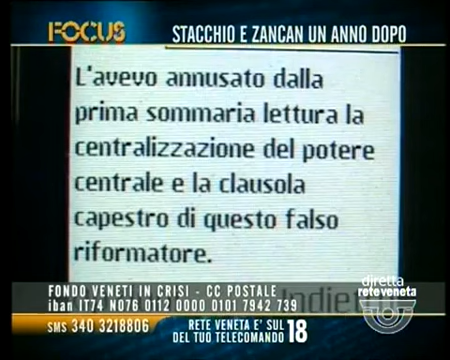 FOCUS
STACCHIO E ZANCAN UN ANNO DOPO
L'avevo annusato dalla
prima sommaria lettura la
centralizzazione del potere
centrale e la clausola
capestro di questo falso
riformatore.
Indie
FONDO VENETI IN CRISI - CC POSTALE
iban IT74 N076 0112 0000 0101 7942 739
diretta
reteveneta
SMS 340 3218806
RETE VENETA E' SUL
DEL TUO TELECOMANDO 18